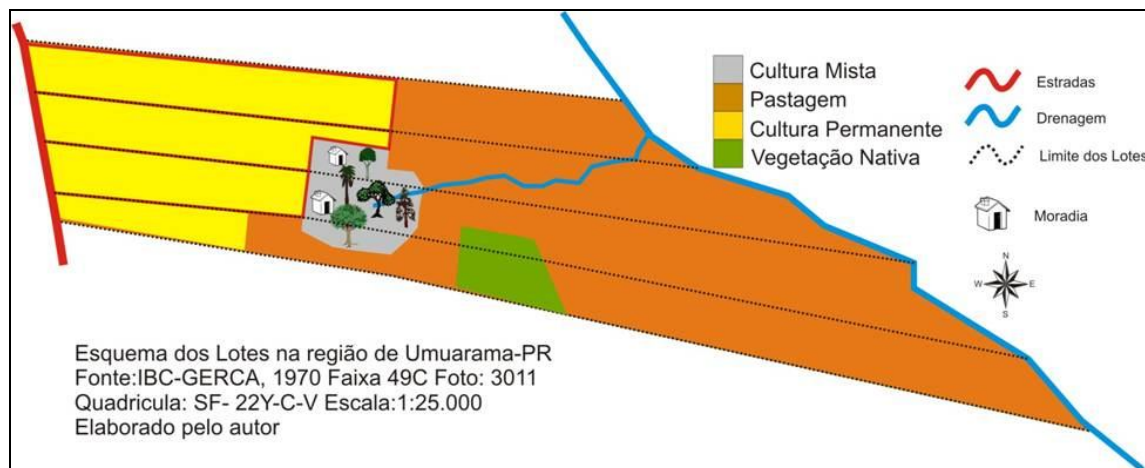 Cultura Mista
Pastagem
Cultura Permanente
Vegetação Nativa
Estradas
Drenagem
Limite dos Lotes
Moradia
N
W E
S
Esquema dos Lotes na região de Umuarama-PR
Fonte:IBC-GERCA, 1970 Faixa 49C Foto: 3011
Quadricula: SF- 22Y-C-V Escala:1:25.000
Elaborado pelo autor